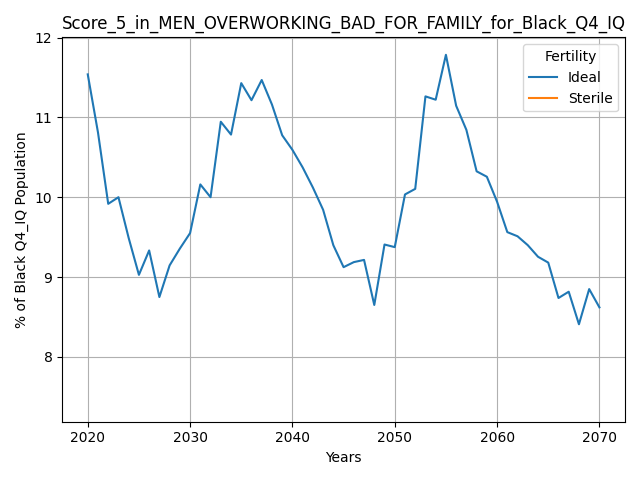 Score_5_in_MEN_OVERWORKING_BAD_FOR_FAMILY_for_Black_Q4_IQ
Fertility
Ideal
Sterile
% of Black Q4_IQ Population
12
11
10
9
8
2020 2030 2040 2050 2060 2070
Years